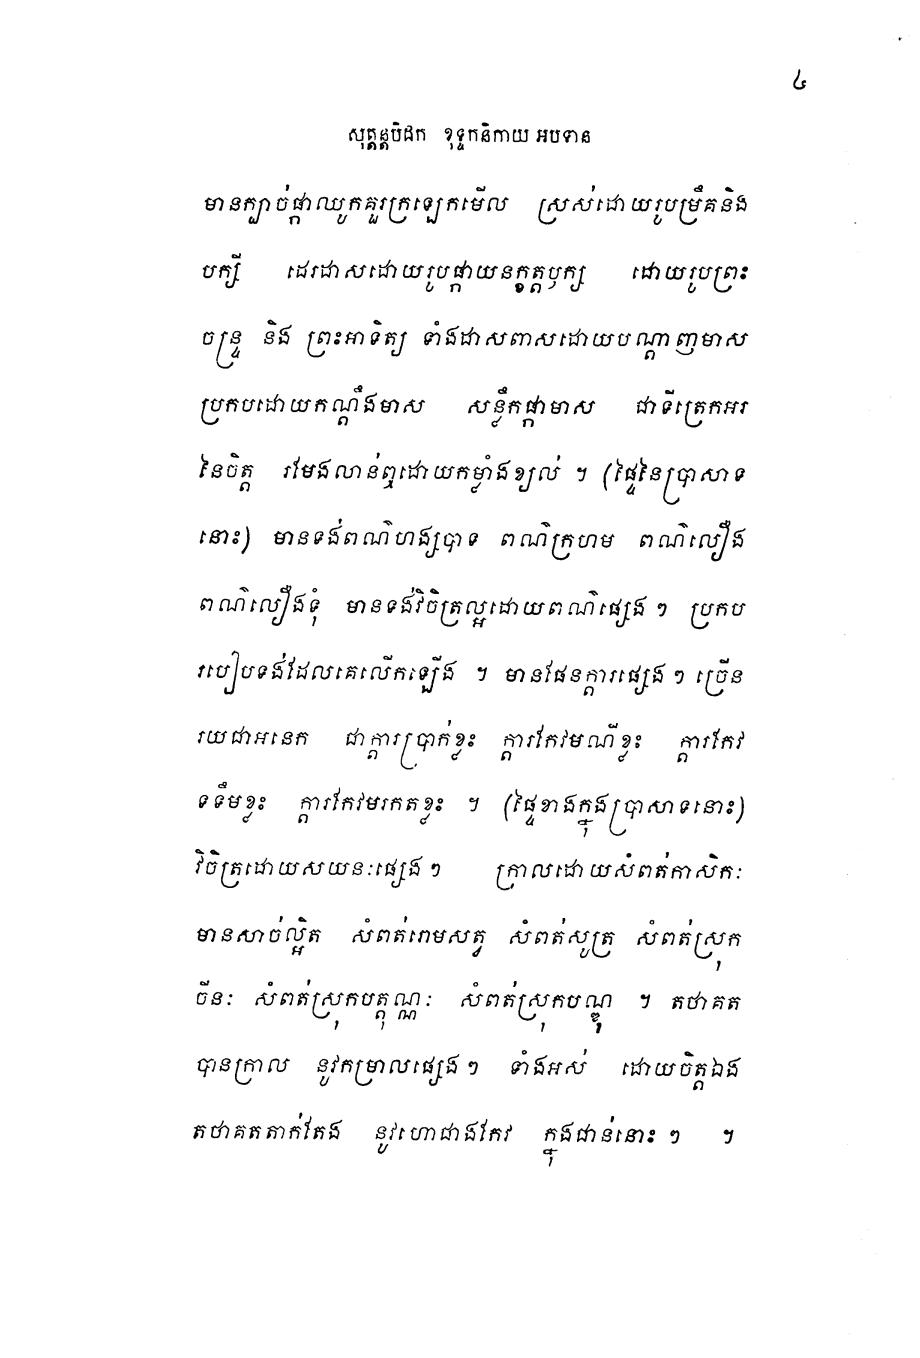 ៤
សុត្តន្តបិដក ខុទ្ទកនិកាយ អបទាន
មានក្បាច់ផ្កាឈូកគួរក្រឡេកមើល ស្រស់ដោយរូបម្រឹគនិង
បក្សី ដេរដាសដោយរូបផ្កាយនក្ខត្តឫក្ស ដោយរូបព្រះ
ចន្ទ្រ និង ព្រះអាទិត្យ ទាំងដាសពាសដោយបណ្តាញមាស
ប្រកបដោយកណ្តឹងមាស សន្លឹកផ្កាមាស ជាទីត្រេកអរ
នៃចិត្ត រមែងលាន់ឮដោយកម្លាំងខ្យល់ ។ (ផ្ទៃនៃប្រាសាទ
នោះ) មានទង់ពណ៌ហង្សបាទ ពណ៌ក្រហម ពណ៌លឿង
ពណ៌លឿងទុំ មានទង់វិចិត្រល្អដោយពណ៌ផ្សេងៗ ប្រកប
របៀបទង់ដែលគេលើកឡើង ។ មានផែនក្តារផ្សេងៗ ច្រើន
រយជាអនេក ជាក្តារប្រាក់ខ្លះ ក្តារកែវមណីខ្លះ ក្តារកែវ
ទទឹមខ្លះ ក្តារកែវមរកតខ្លះ ។ (ផ្ទៃខាងក្នុងប្រាសាទនោះ)
វិចិត្រដោយសយនៈផ្សេងៗ ក្រាលដោយសំពត់កាសិកៈ
មានសាច់ល្អិត សំពត់រោមសត្វ សំពត់សូត្រ សំពត់ស្រុក
ចីនៈ សំពត់ស្រុកបត្តុណ្ណៈ សំពត់ស្រុកបណ្ឌុ ។ តថាគត
បានក្រាល នូវកម្រាលផ្សេងៗ ទាំងអស់ ដោយចិត្តឯង
តថាគតតាក់តែង នូវហោជាងកែវ ក្នុងជាន់នោះៗ ។